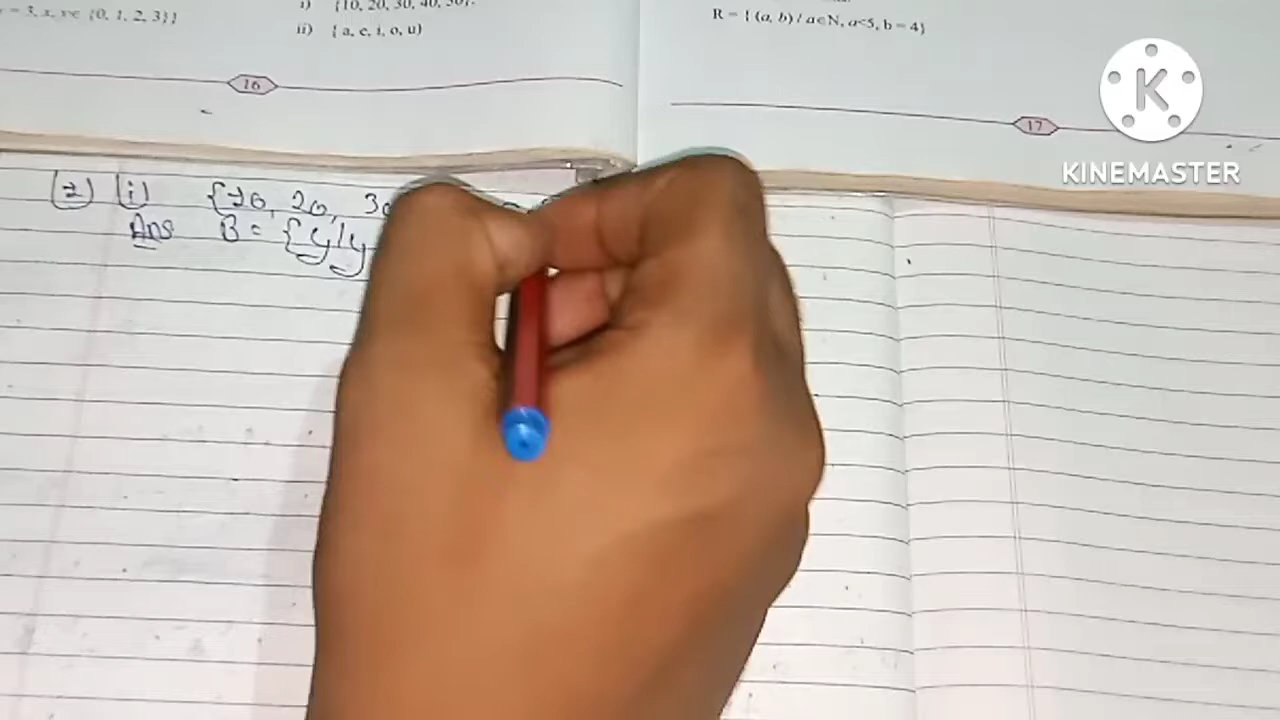 = 3, x, y∈ {0, 1, 2, 3}}
i) {10, 20, 30, 40, 50}.
ii) { a, e, i, o, u)
16
R = { (a, b) / a∈N, a<5, b = 4}
17
KINEMASTER
(2) (i) {10, 20, 30
Ans B = {y/y